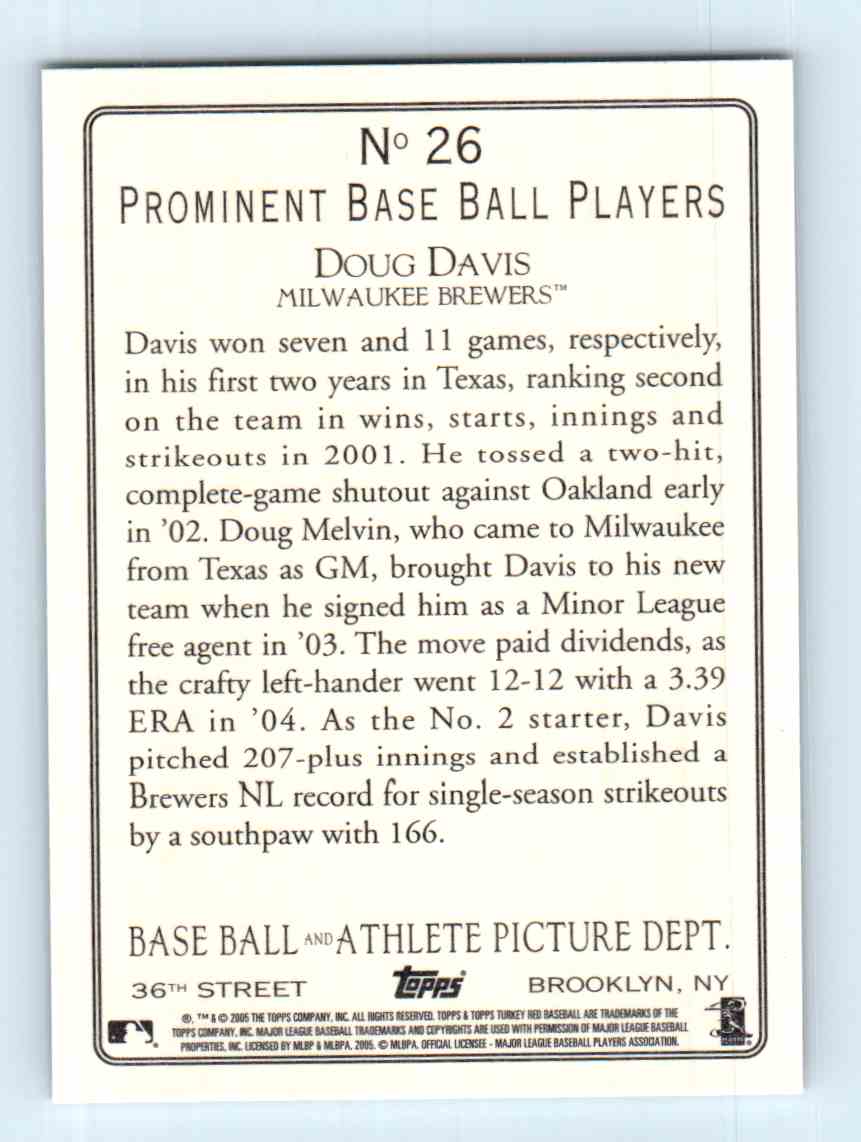 No 26
PROMINENT BASE BALL PLAYERS
DOUG DAVIS
MILWAUKEE BREWERS™
Davis won seven and 11 games, respectively,
in his first two years in Texas, ranking second
on the team in wins, starts, innings and
strikeouts in 2001. He tossed a two-hit,
complete-game shutout against Oakland early
in ’02. Doug Melvin, who came to Milwaukee
from Texas as GM, brought Davis to his new
team when he signed him as a Minor League
free agent in ’03. The move paid dividends, as
the crafty left-hander went 12-12 with a 3.39
ERA in ’04. As the No. 2 starter, Davis
pitched 207-plus innings and established a
Brewers NL record for single-season strikeouts
by a southpaw with 166.
BASE BALL AND ATHLETE PICTURE DEPT.
36TH STREET topps BROOKLYN, NY
®, ™ & © 2005 THE TOPPS COMPANY, INC. ALL RIGHTS RESERVED. TOPPS & TOPPS TURKEY RED BASEBALL ARE TRADEMARKS OF THE
TOPPS COMPANY, INC. MAJOR LEAGUE BASEBALL TRADEMARKS AND COPYRIGHTS ARE USED WITH PERMISSION OF MAJOR LEAGUE BASEBALL
PROPERTIES, INC. LICENSED BY MLBP & MLBPA, 2005. © MLBPA. OFFICIAL LICENSEE - MAJOR LEAGUE BASEBALL PLAYERS ASSOCIATION.